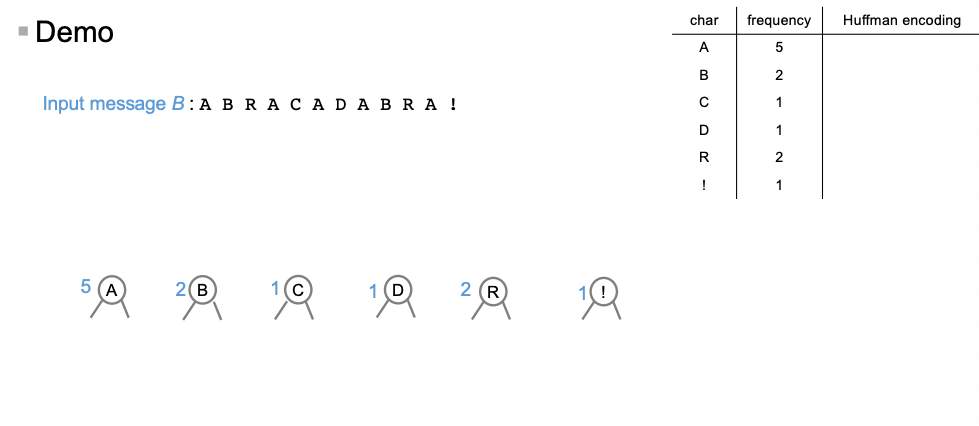 Demo
Input message B : A B R A C A D A B R A !
char frequency Huffman encoding
A 5
B 2
C 1
D 1
R 2
! 1
5 A 2 B 1 C 1 D 2 R 1 !